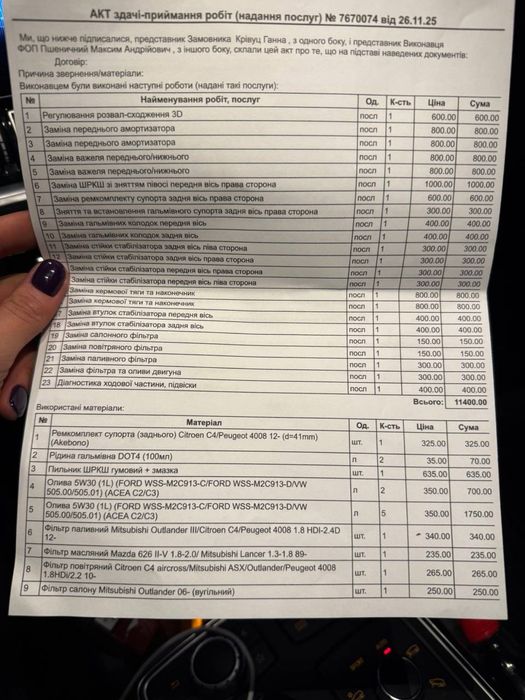 АКТ здачі-приймання робіт (надання послуг) № 7670074 від 26.11.25
Ми, що нижче підписалися, представник Замовника Крівуц Ганна , з одного боку, і представник Виконавця
ФОП Пшеничний Максим Андрійович , з іншого боку, склали цей акт про те, що на підставі наведених документів:
Договір:
Причина звернення/матеріали:
Виконавцем були виконані наступні роботи (надані такі послуги):
№ Найменування робіт, послуг Од. К-сть Ціна Сума
1 Регулювання розвал-сходження 3D посл 1 600.00 600.00
2 Заміна переднього амортизатора посл 1 800.00 800.00
3 Заміна переднього амортизатора посл 1 800.00 800.00
4 Заміна важеля переднього/нижнього посл 1 800.00 800.00
5 Заміна важеля переднього/нижнього посл 1 800.00 800.00
6 Заміна ШРКШ зі зняттям півосі передня вісь права сторона посл 1 1000.00 1000.00
7 Заміна ремкомплекту супорта задня вісь права сторона посл 1 600.00 600.00
8 Зняття та встановлення гальмівного супорта задня вісь права сторона посл 1 300.00 300.00
9 Заміна гальмівних колодок передня вісь посл 1 400.00 400.00
10 Заміна гальмівних колодок задня вісь посл 1 400.00 400.00
11 Заміна стійки стабілізатора задня вісь ліва сторона посл 1 300.00 300.00
12 Заміна стійки стабілізатора задня вісь права сторона посл 1 300.00 300.00
Заміна стійки стабілізатора передня вісь права сторона посл 1 300.00 300.00
Заміна стійки стабілізатора передня вісь ліва сторона посл 1 300.00 300.00
Заміна кермової тяги та наконечник посл 1 800.00 800.00
Заміна кермової тяги та наконечник посл 1 800.00 800.00
7 Заміна втулок стабілізатора передня вісь посл 1 400.00 400.00
18 Заміна втулок стабілізатора задня вісь посл 1 400.00 400.00
19 Заміна салонного фільтра посл 1 150.00 150.00
20 Заміна повітряного фільтра посл 1 150.00 150.00
21 Заміна паливного фільтра посл 1 300.00 300.00
22 Заміна фільтра та оливи двигуна посл 1 300.00 300.00
23 Діагностика ходової частини, підвіски посл 1 400.00 400.00
Всього: 11400.00
Використані матеріали:
№ Матеріал Од. К-сть Ціна Сума
1 Ремкомплект супорта (заднього) Citroen C4/Peugeot 4008 12- (d=41mm) (Akebono) шт. 1 325.00 325.00
2 Рідина гальмівна DOT4 (100мл) л 2 35.00 70.00
3 Пильник ШРКШ гумовий + змазка шт. 1 635.00 635.00
4 Олива 5W30 (1L) (FORD WSS-M2C913-C/FORD WSS-M2C913-D/VW 505.00/505.01) (ACEA C2/C3) л 2 350.00 700.00
5 Олива 5W30 (1L) (FORD WSS-M2C913-C/FORD WSS-M2C913-D/VW 505.00/505.01) (ACEA C2/C3) л 5 350.00 1750.00
6 Фільтр паливний Mitsubishi Outlander III/Citroen C4/Peugeot 4008 1.8 HDI-2.4D 12- шт. 1 340.00 340.00
7 Фільтр масляний Mazda 626 II-V 1.8-2.0/ Mitsubishi Lancer 1.3-1.8 89- шт. 1 235.00 235.00
8 Фільтр повітряний Citroen C4 aircross/Mitsubishi ASX/Outlander/Peugeot 4008 1.8HDi/2.2 10- шт. 1 265.00 265.00
9 Фільтр салону Mitsubishi Outlander 06- (вугільний) шт. 1 250.00 250.00